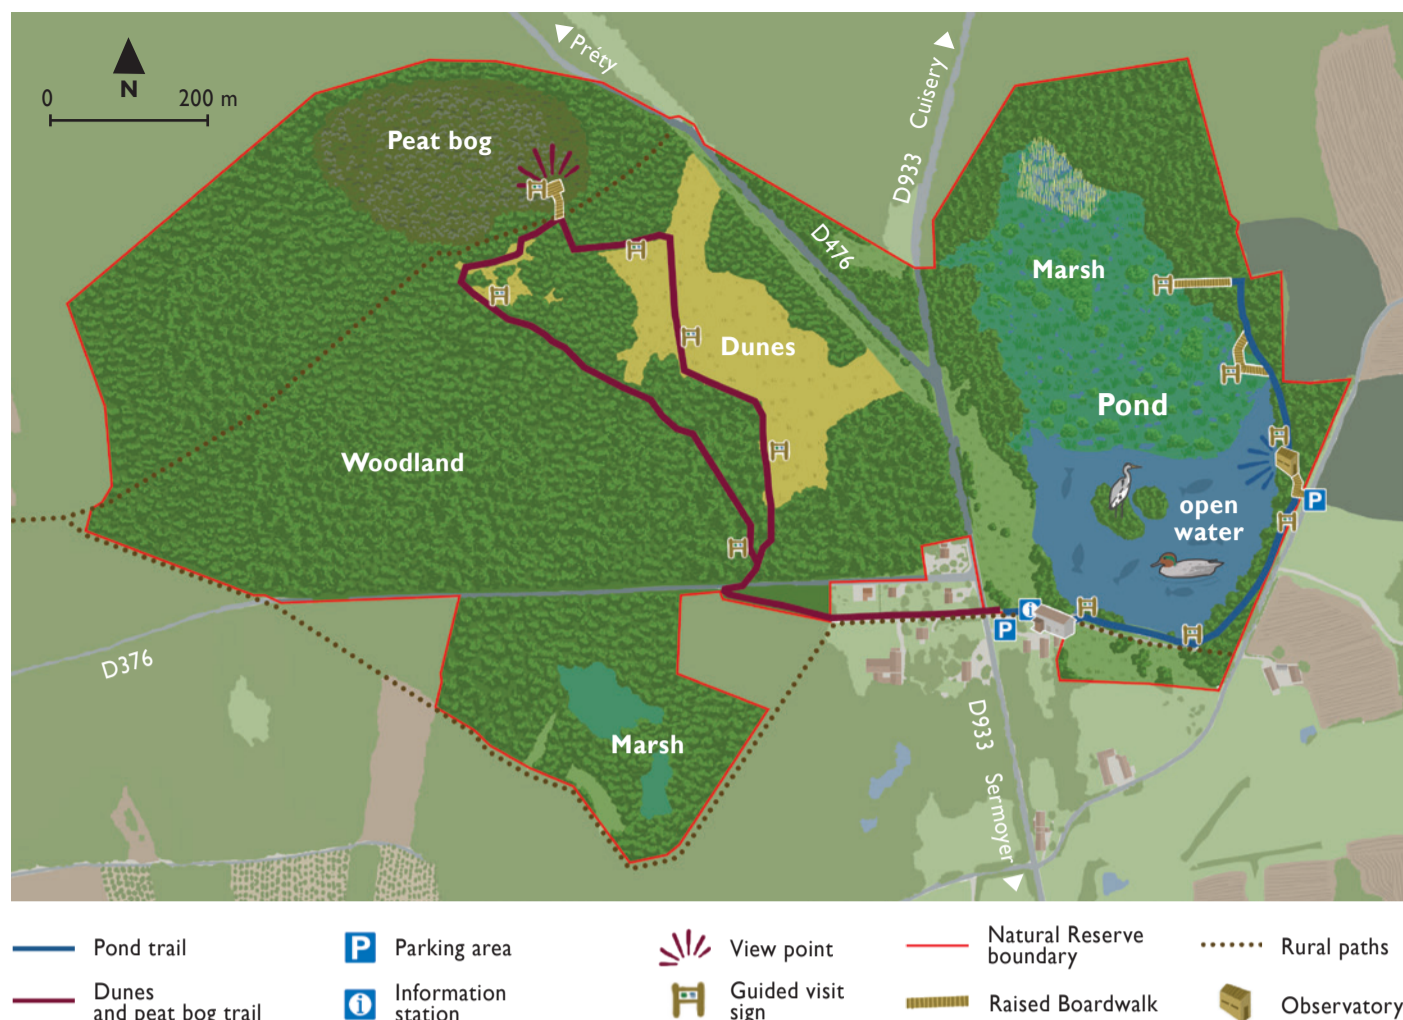 Préty
Cuisery
D933
N
0
200 m
Peat bog
D476
Marsh
Dunes
Pond
Woodland
open
water
P
i
P
D376
D933
Marsh
Sermoyer
Pond trail
P
Parking area
View point
Natural Reserve
boundary
Rural paths
Dunes
and peat bog trail
i
Information
station
Guided visit
sign
Raised Boardwalk
Observatory